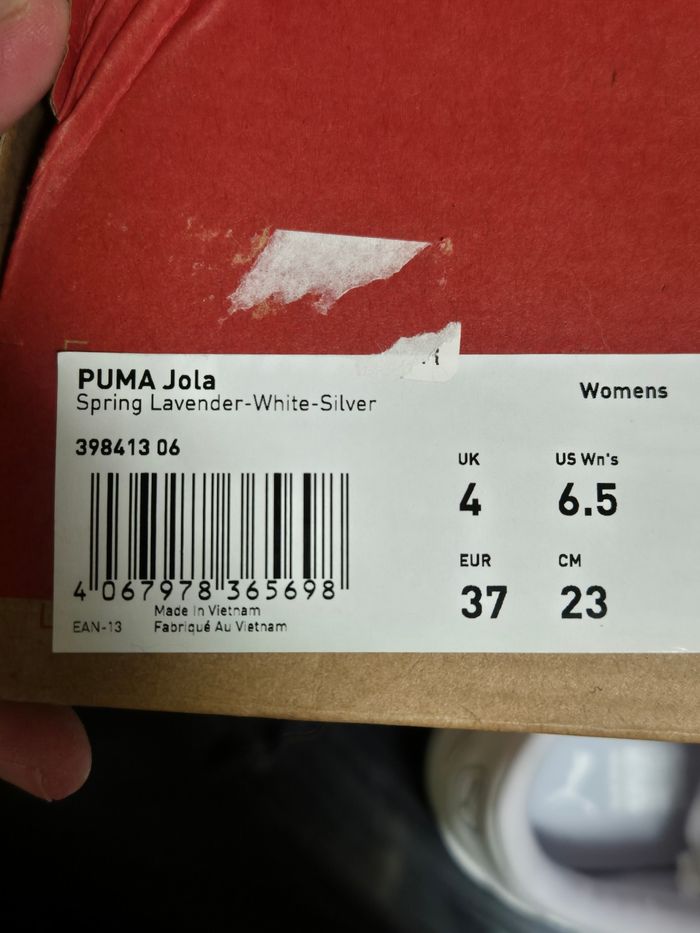 PUMA Jola
Spring Lavender-White-Silver
Womens
398413 06
UK
US Wn's
4
6.5
EUR
CM
37
23
4 067978 365698
Made In Vietnam
EAN-13
Fabriqué Au Vietnam